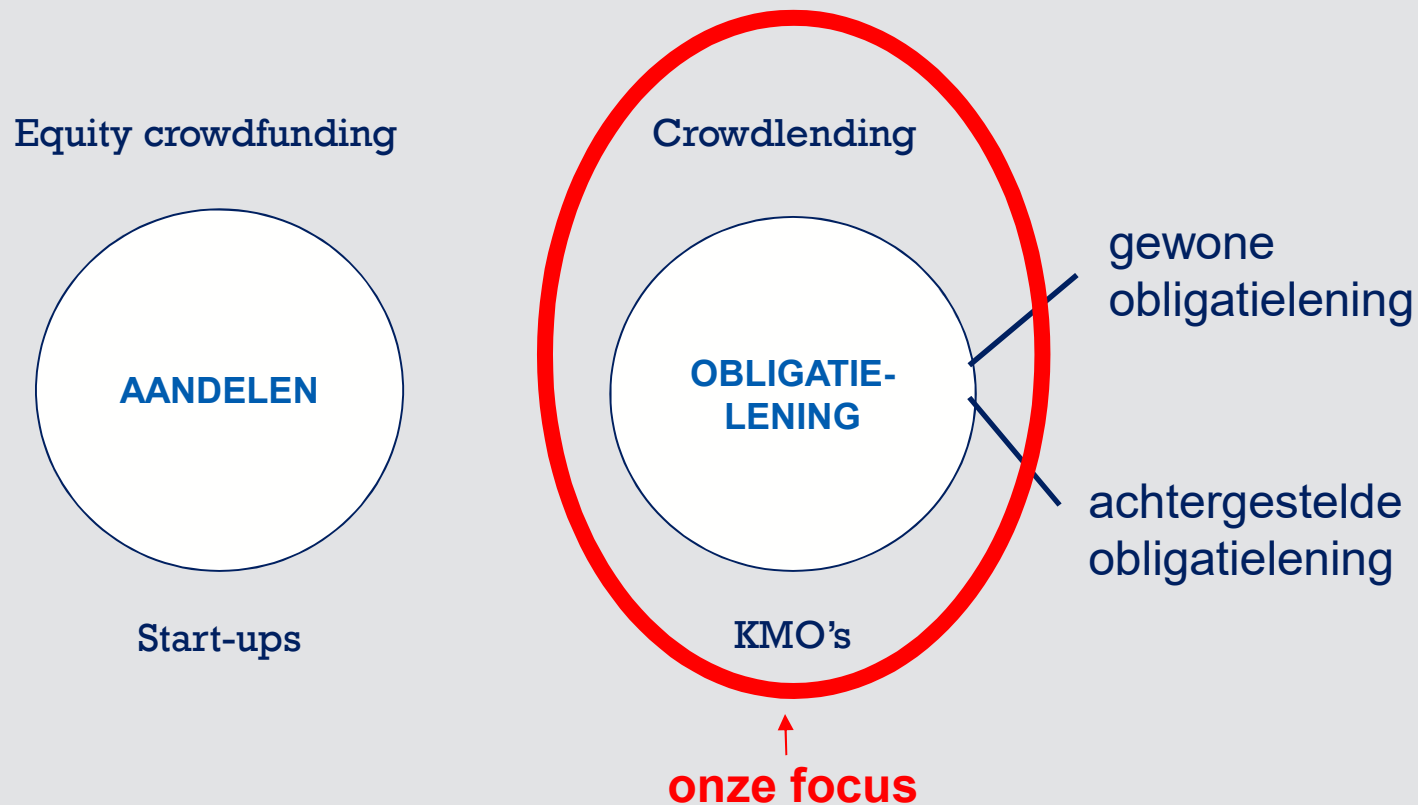 Equity crowdfunding
Crowdlending
AANDELEN
OBLIGATIE-
LENING
gewone
obligatielening
achtergestelde
obligatielening
Start-ups
KMO’s
onze focus